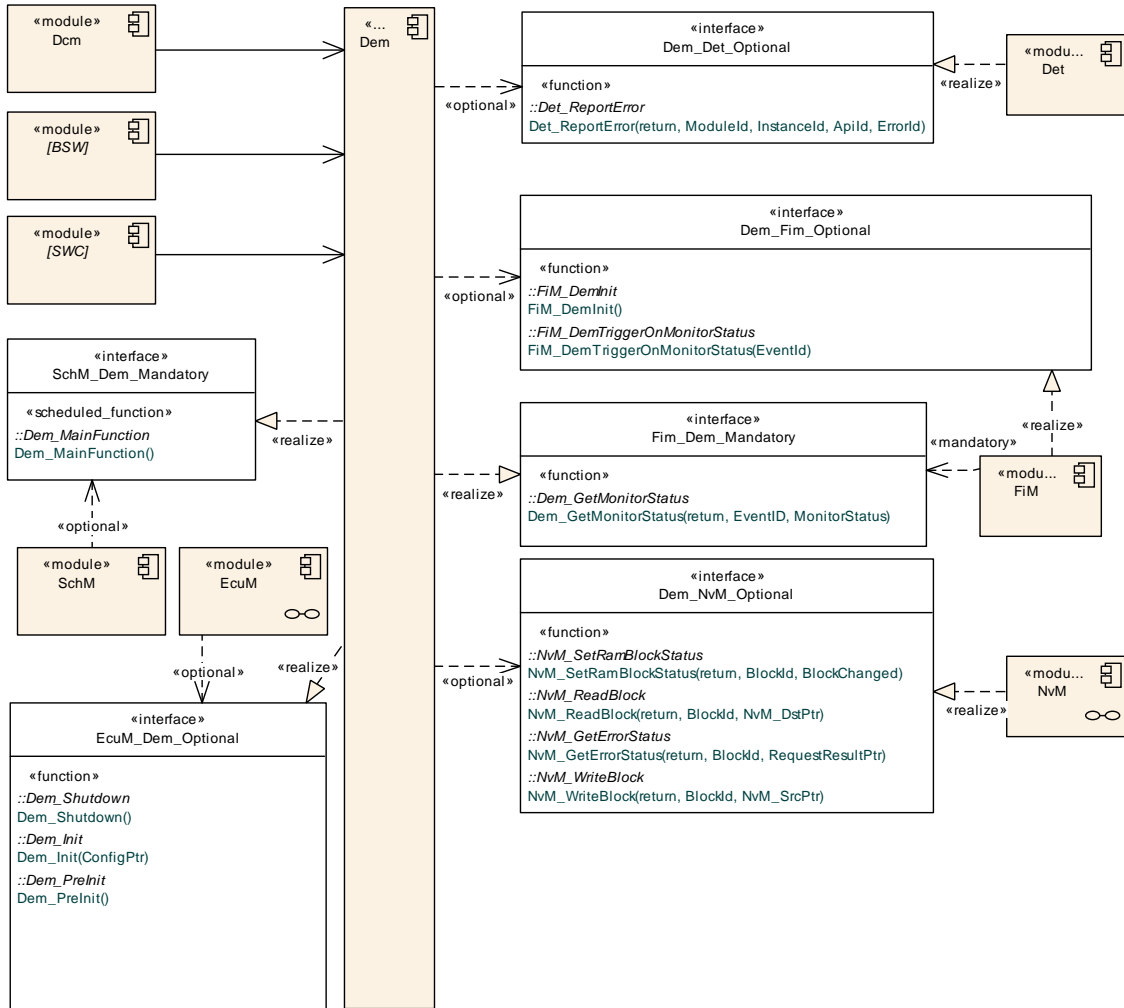 «module»
Dcm
«module»
[BSW]
«module»
[SWC]
«interface»
SchM_Dem_Mandatory
«scheduled_function»
::Dem_MainFunction
Dem_MainFunction()
«realize»
«optional»
«module»
SchM
«module»
EcuM
«optional»
«realize»
«interface»
EcuM_Dem_Optional
«function»
::Dem_Shutdown
Dem_Shutdown()
::Dem_Init
Dem_Init(ConfigPtr)
::Dem_PreInit
Dem_PreInit()
«...
Dem
«optional»
«interface»
Dem_Det_Optional
«function»
::Det_ReportError
Det_ReportError(return, ModuleId, InstanceId, ApiId, ErrorId)
«realize»
«modu...
Det
«optional»
«interface»
Dem_Fim_Optional
«function»
::FiM_DemInit
FiM_DemInit()
::FiM_DemTriggerOnMonitorStatus
FiM_DemTriggerOnMonitorStatus(EventId)
«realize»
«realize»
«interface»
Fim_Dem_Mandatory
«function»
::Dem_GetMonitorStatus
Dem_GetMonitorStatus(return, EventID, MonitorStatus)
«mandatory»
«modu...
FiM
«optional»
«interface»
Dem_NvM_Optional
«function»
::NvM_SetRamBlockStatus
NvM_SetRamBlockStatus(return, BlockId, BlockChanged)
::NvM_ReadBlock
NvM_ReadBlock(return, BlockId, NvM_DstPtr)
::NvM_GetErrorStatus
NvM_GetErrorStatus(return, BlockId, RequestResultPtr)
::NvM_WriteBlock
NvM_WriteBlock(return, BlockId, NvM_SrcPtr)
«realize»
«modu...
NvM